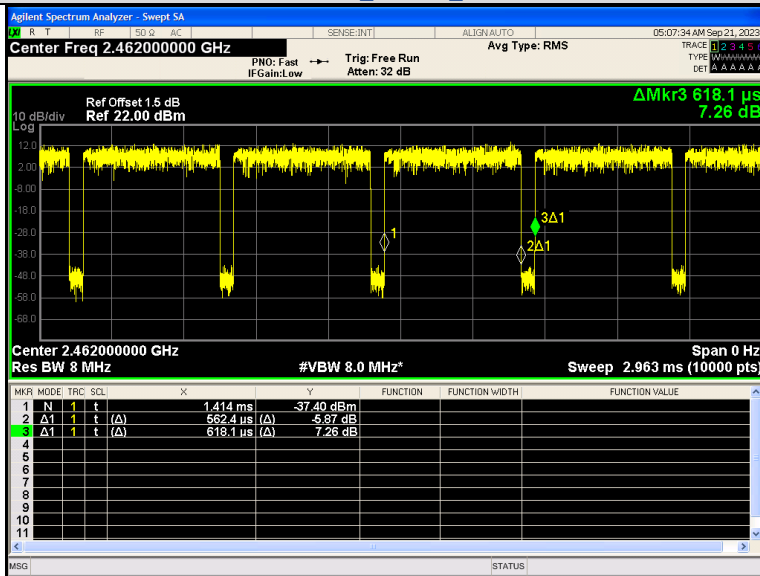 Agilent Spectrum Analyzer - Swept SA
LXI R T RF 50 Ω AC SENSE:INT ALIGN AUTO 05:07:34 AM Sep 21, 2023
Center Freq 2.462000000 GHz
Avg Type: RMS
TRACE 1 2 3 4 5
TYPE W
DET A A A A A
PNO: Fast
Trig: Free Run
IFGain:Low
Atten: 32 dB
ΔMkr3 618.1 µs
7.26 dB
Ref Offset 1.5 dB
10 dB/div Ref 22.00 dBm
Log
12.0
2.00
-8.00
-18.0
-28.0
-38.0
-48.0
-58.0
-68.0
1
3Δ1
2Δ1
Center 2.462000000 GHz Span 0 Hz
Res BW 8 MHz #VBW 8.0 MHz* Sweep 2.963 ms (10000 pts)
MKR MODE TRC SCL X Y FUNCTION FUNCTION WIDTH FUNCTION VALUE
1 N 1 t 1.414 ms -37.40 dBm
2 Δ1 1 t (Δ) 562.4 µs (Δ) -5.87 dB
3 Δ1 1 t (Δ) 618.1 µs (Δ) 7.26 dB
4
5
6
7
8
9
10
11
MSG STATUS